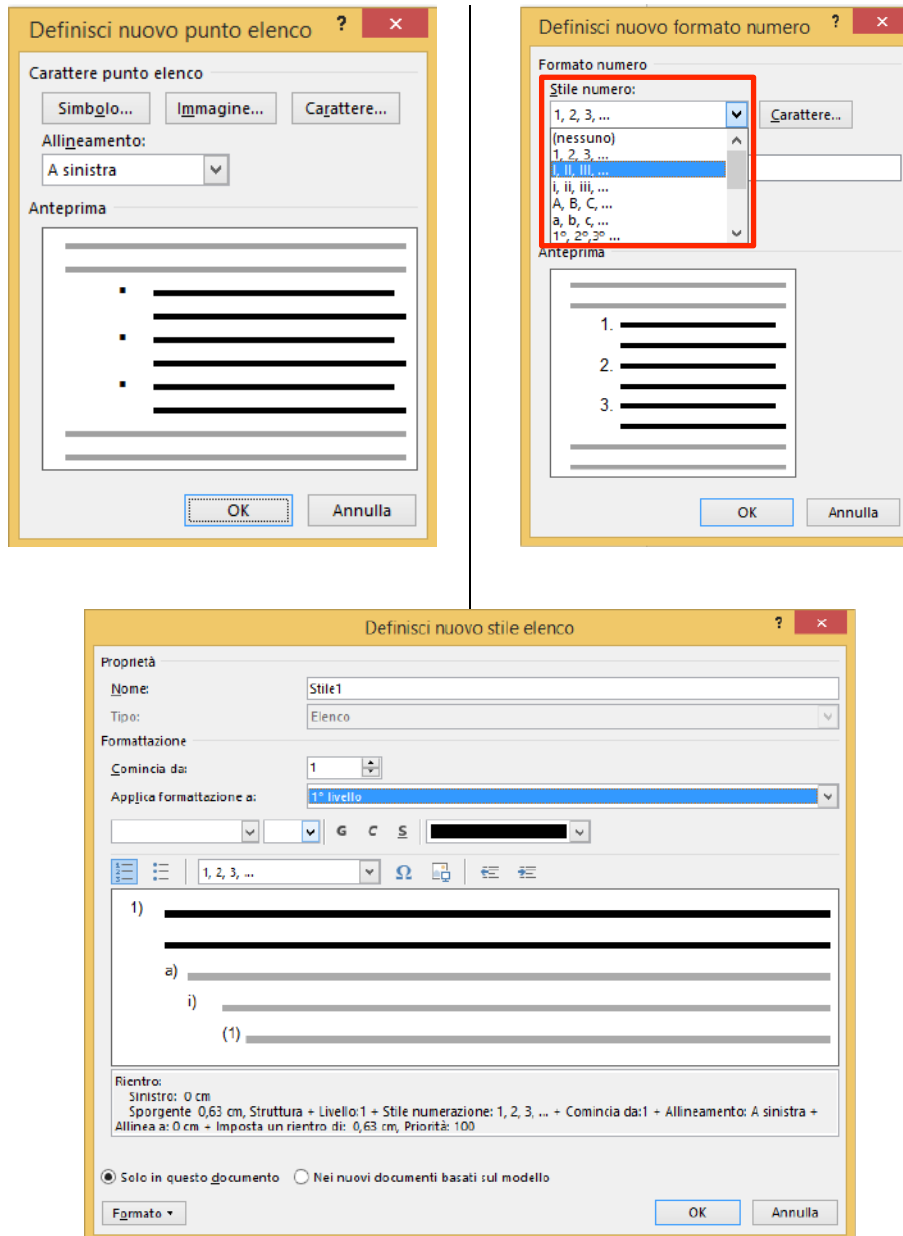 Definisci nuovo punto elenco ? ×
Carattere punto elenco
Simbolo... Immagine... Carattere...
Allineamento:
A sinistra
Anteprima
OK Annulla
Definisci nuovo formato numero ? ×
Formato numero
Stile numero:
1, 2, 3, ... Carattere...
(nessuno)
1, 2, 3, ...
I, II, III, ...
i, ii, iii, ...
A, B, C, ...
a, b, c, ...
1º, 2º,3º ...
Anteprima
1.
2.
3.
OK Annulla
Definisci nuovo stile elenco ? ×
Proprietà
Nome: Stile1
Tipo: Elenco
Formattazione
Comincia da: 1
Applica formattazione a: 1° livello
G C S
1, 2, 3, ... Ω
1)
a)
i)
(1)
Rientro:
Sinistro: 0 cm
Sporgente 0,63 cm, Struttura + Livello:1 + Stile numerazione: 1, 2, 3, ... + Comincia da:1 + Allineamento: A sinistra +
Allinea a: 0 cm + Imposta un rientro di: 0,63 cm, Priorità: 100
Solo in questo documento Nei nuovi documenti basati sul modello
Formato OK Annulla